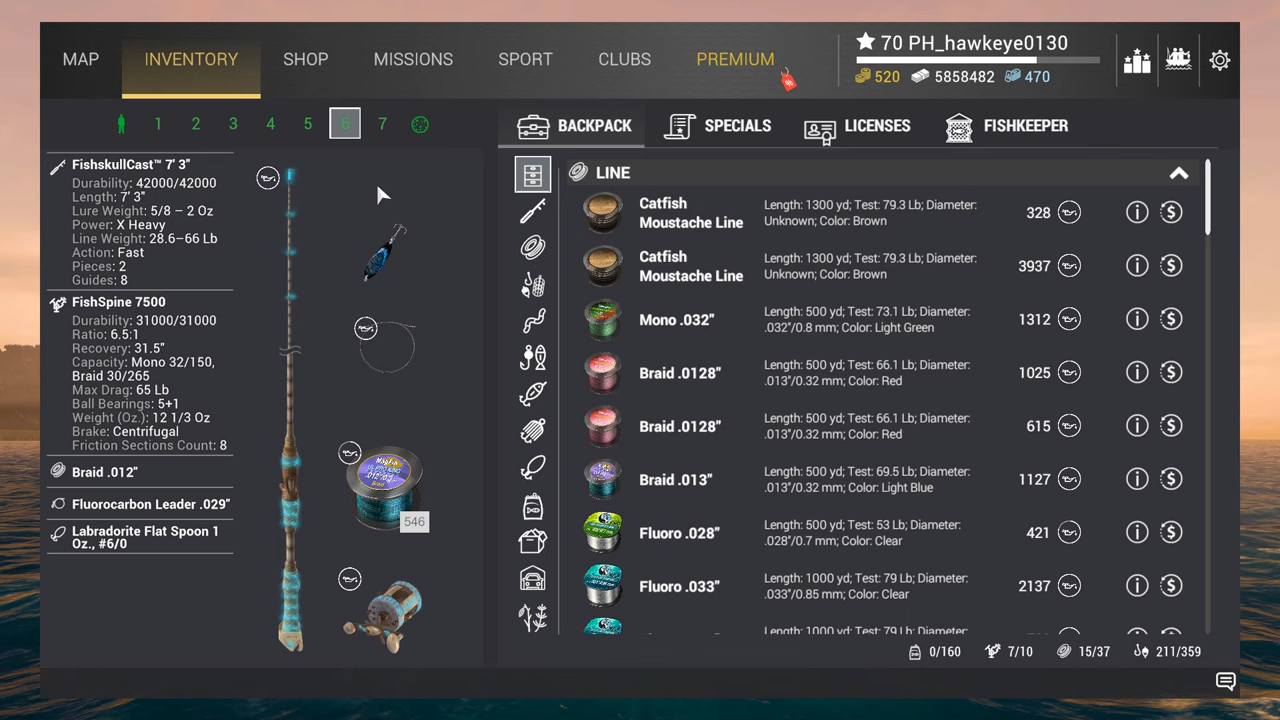 MAP
INVENTORY
SHOP
MISSIONS
SPORT
CLUBS
PREMIUM
70 PH_hawkeye0130
520 5858482 470
1 2 3 4 5 6 7
BACKPACK
SPECIALS
LICENSES
FISHKEEPER
FishskullCast™ 7' 3"
Durability: 42000/42000
Length: 7' 3"
Lure Weight: 5/8 – 2 Oz
Power: X Heavy
Line Weight: 28.6–66 Lb
Action: Fast
Pieces: 2
Guides: 8
FishSpine 7500
Durability: 31000/31000
Ratio: 6.5:1
Recovery: 31.5"
Capacity: Mono 32/150,
Braid 30/265
Max Drag: 65 Lb
Ball Bearings: 5+1
Weight (Oz.): 12 1/3 Oz
Brake: Centrifugal
Friction Sections Count: 8
Braid .012"
Fluorocarbon Leader .029"
Labradorite Flat Spoon 1
Oz., #6/0
546
LINE
Catfish
Moustache Line
Length: 1300 yd; Test: 79.3 Lb; Diameter:
Unknown; Color: Brown
328
Catfish
Moustache Line
Length: 1300 yd; Test: 79.3 Lb; Diameter:
Unknown; Color: Brown
3937
Mono .032"
Length: 500 yd; Test: 73.1 Lb; Diameter:
.032"/0.8 mm; Color: Light Green
1312
Braid .0128"
Length: 500 yd; Test: 66.1 Lb; Diameter:
.013"/0.32 mm; Color: Red
1025
Braid .0128"
Length: 500 yd; Test: 66.1 Lb; Diameter:
.013"/0.32 mm; Color: Red
615
Braid .013"
Length: 500 yd; Test: 69.5 Lb; Diameter:
.013"/0.32 mm; Color: Light Blue
1127
Fluoro .028"
Length: 500 yd; Test: 53 Lb; Diameter:
.028"/0.7 mm; Color: Clear
421
Fluoro .033"
Length: 1000 yd; Test: 79 Lb; Diameter:
.033"/0.85 mm; Color: Clear
2137
Length: 1000 yd; Test: 79 Lb; Diameter:
0/160
7/10
15/37
211/359